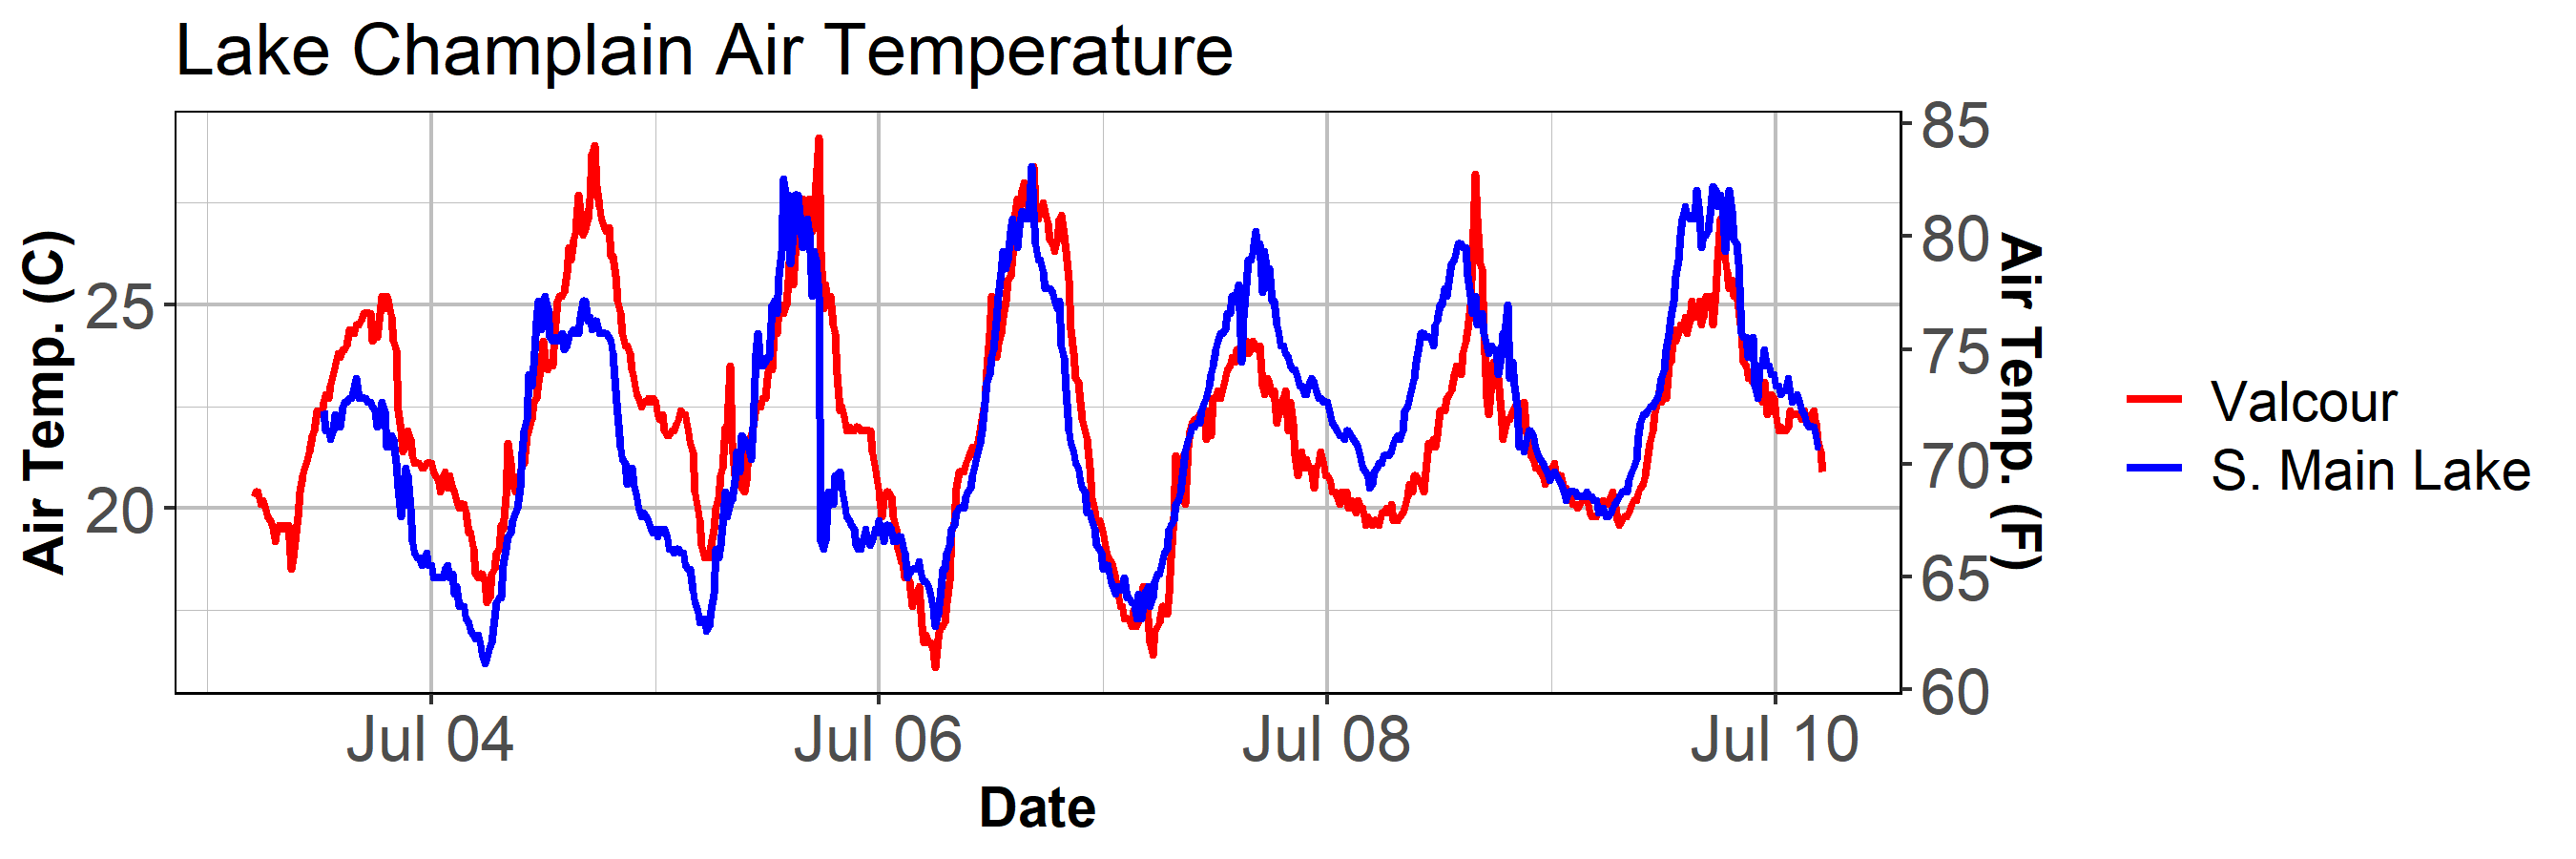 Lake Champlain Air Temperature
Air Temp. (C)
25
20
85
80
75
70
65
60
Air Temp. (F)
Jul 04
Jul 06
Jul 08
Jul 10
Date
Valcour
S. Main Lake